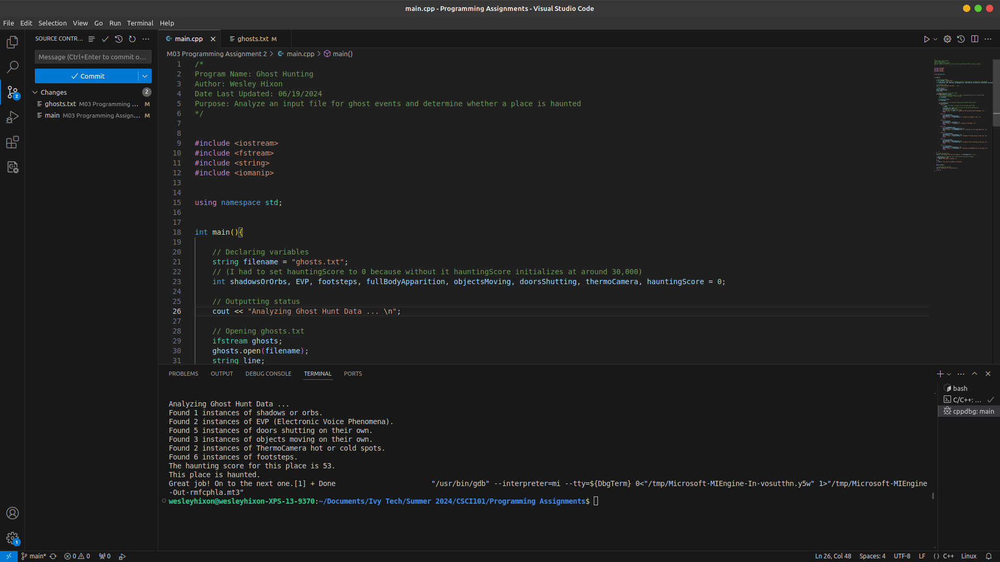 main.cpp - Programming Assignments - Visual Studio Code
File Edit Selection View Go Run Terminal Help
SOURCE CONTR...
Message (Ctrl+Enter to commit o...
Commit
Changes 2
ghosts.txt M03 Programming ... M
main M03 Programming Assign... M
2
1
main.cpp
ghosts.txt M
M03 Programming Assignment 2 > main.cpp > main()
1 /*
2 Program Name: Ghost Hunting
3 Author: Wesley Hixon
4 Date Last Updated: 06/19/2024
5 Purpose: Analyze an input file for ghost events and determine whether a place is haunted
6 */
7
8
9 #include <iostream>
10 #include <fstream>
11 #include <string>
12 #include <iomanip>
13
14
15 using namespace std;
16
17
18 int main(){
19
20 // Declaring variables
21 string filename = "ghosts.txt";
22 // (I had to set hauntingScore to 0 because without it hauntingScore initializes at around 30,000)
23 int shadowsOrOrbs, EVP, footsteps, fullBodyApparition, objectsMoving, doorsShutting, thermoCamera, hauntingScore = 0;
24
25 // Outputting status
26 cout << "Analyzing Ghost Hunt Data ... \n";
27
28 // Opening ghosts.txt
29 ifstream ghosts;
30 ghosts.open(filename);
31 string line;
PROBLEMS OUTPUT DEBUG CONSOLE TERMINAL PORTS
Analyzing Ghost Hunt Data ...
Found 1 instances of shadows or orbs.
Found 2 instances of EVP (Electronic Voice Phenomena).
Found 5 instances of doors shutting on their own.
Found 3 instances of objects moving on their own.
Found 2 instances of ThermoCamera hot or cold spots.
Found 6 instances of footsteps.
The haunting score for this place is 53.
This place is haunted.
Great job! On to the next one.[1] + Done "/usr/bin/gdb" --interpreter=mi --tty=${DbgTerm} 0<"/tmp/Microsoft-MIEngine-In-vosutthn.y5w" 1>"/tmp/Microsoft-MIEngine
-Out-rmfcphla.mt3"
wesleyhixon@wesleyhixon-XPS-13-9370:~/Documents/Ivy Tech/Summer 2024/CSCI101/Programming Assignments$
bash
C/C++: ...
cppdbg: main
main* 0 0 0
Ln 26, Col 48 Spaces: 4 UTF-8 LF {} C++ Linux